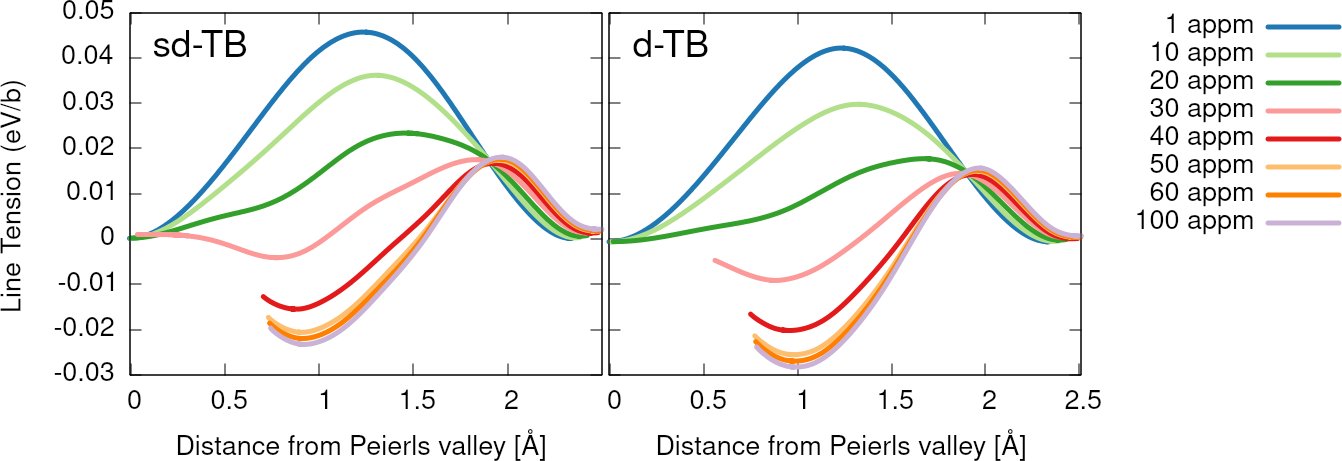 Line Tension (eV/b)
0.05
0.04
0.03
0.02
0.01
0
-0.01
-0.02
-0.03
sd-TB
0 0.5 1 1.5 2
Distance from Peierls valley [Å]
d-TB
0 0.5 1 1.5 2 2.5
Distance from Peierls valley [Å]
1 appm
10 appm
20 appm
30 appm
40 appm
50 appm
60 appm
100 appm